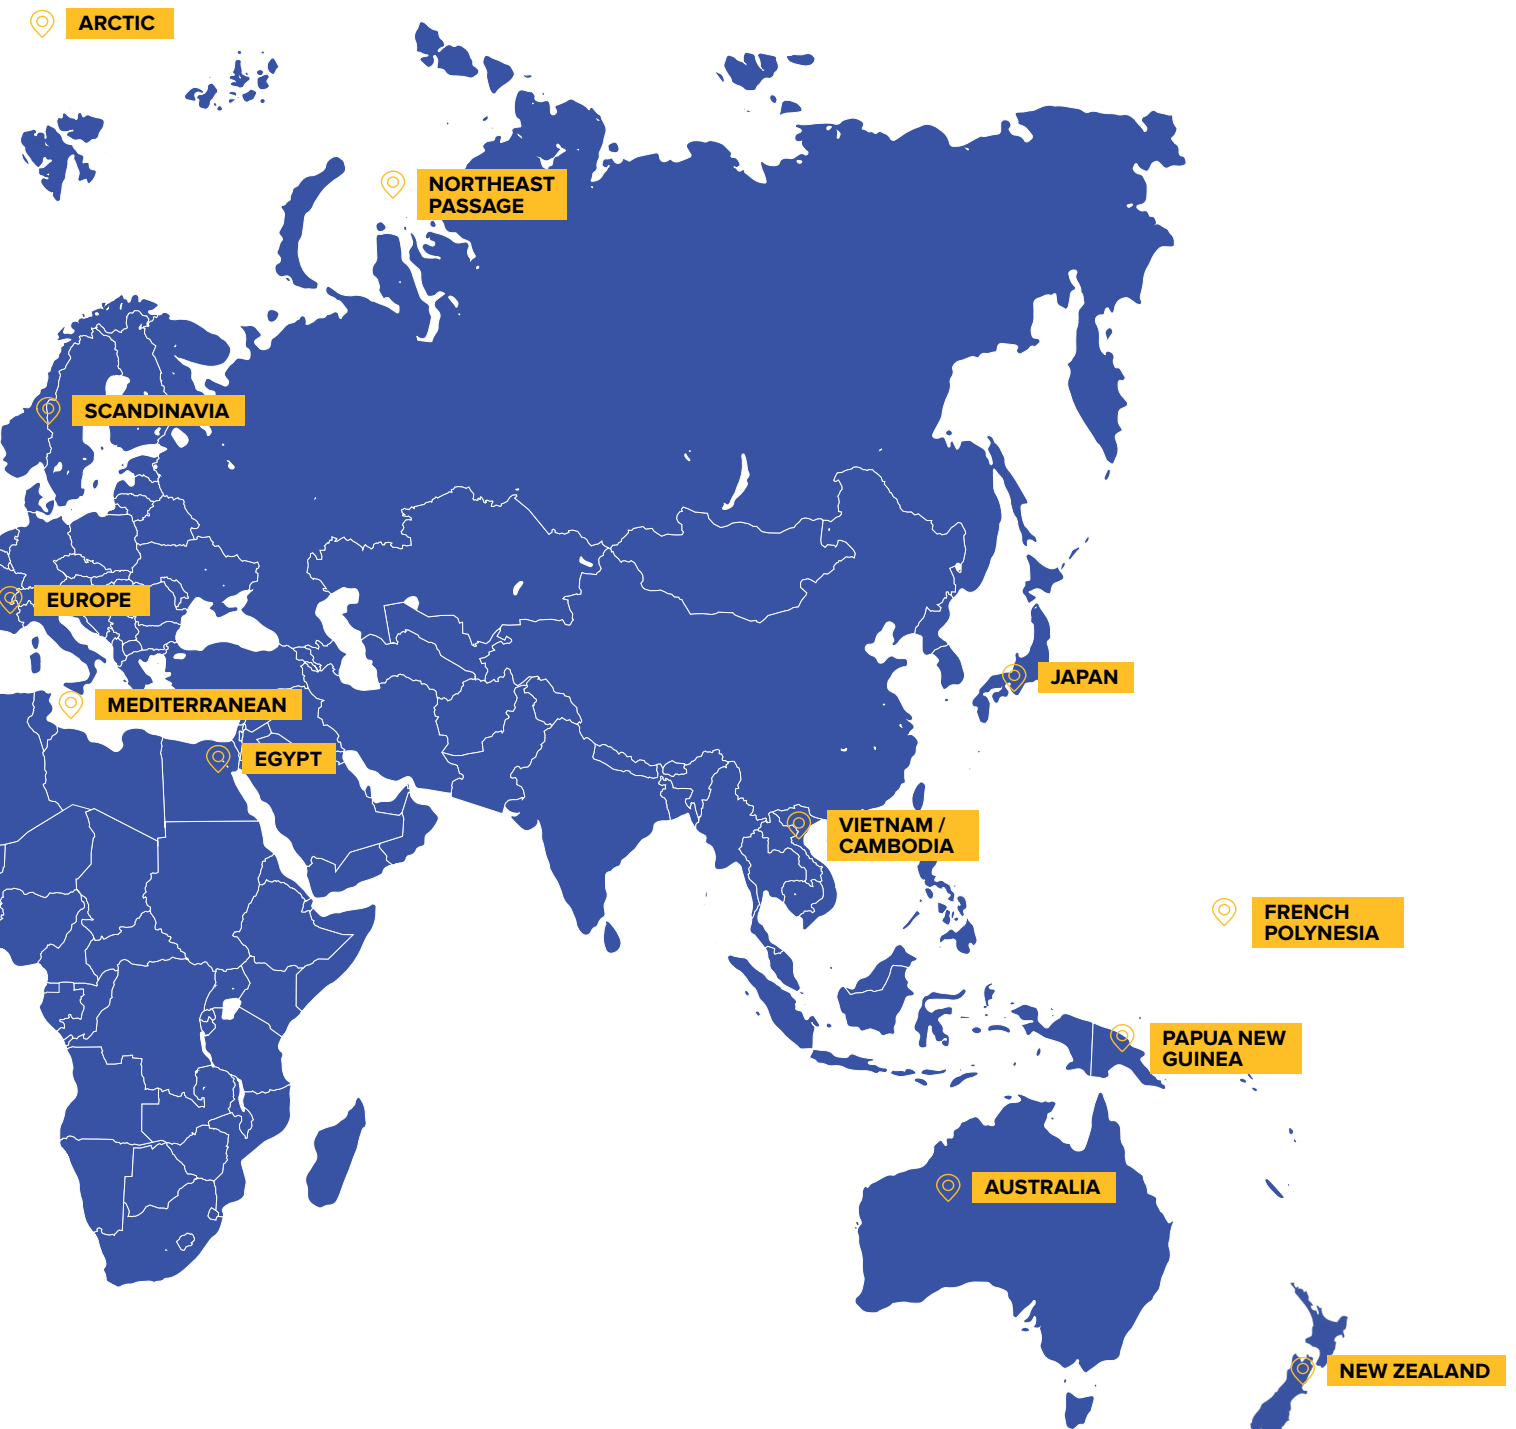 ARCTIC
NORTHEAST
PASSAGE
SCANDINAVIA
EUROPE
JAPAN
MEDITERRANEAN
EGYPT
VIETNAM /
CAMBODIA
FRENCH
POLYNESIA
PAPUA NEW
GUINEA
AUSTRALIA
NEW ZEALAND